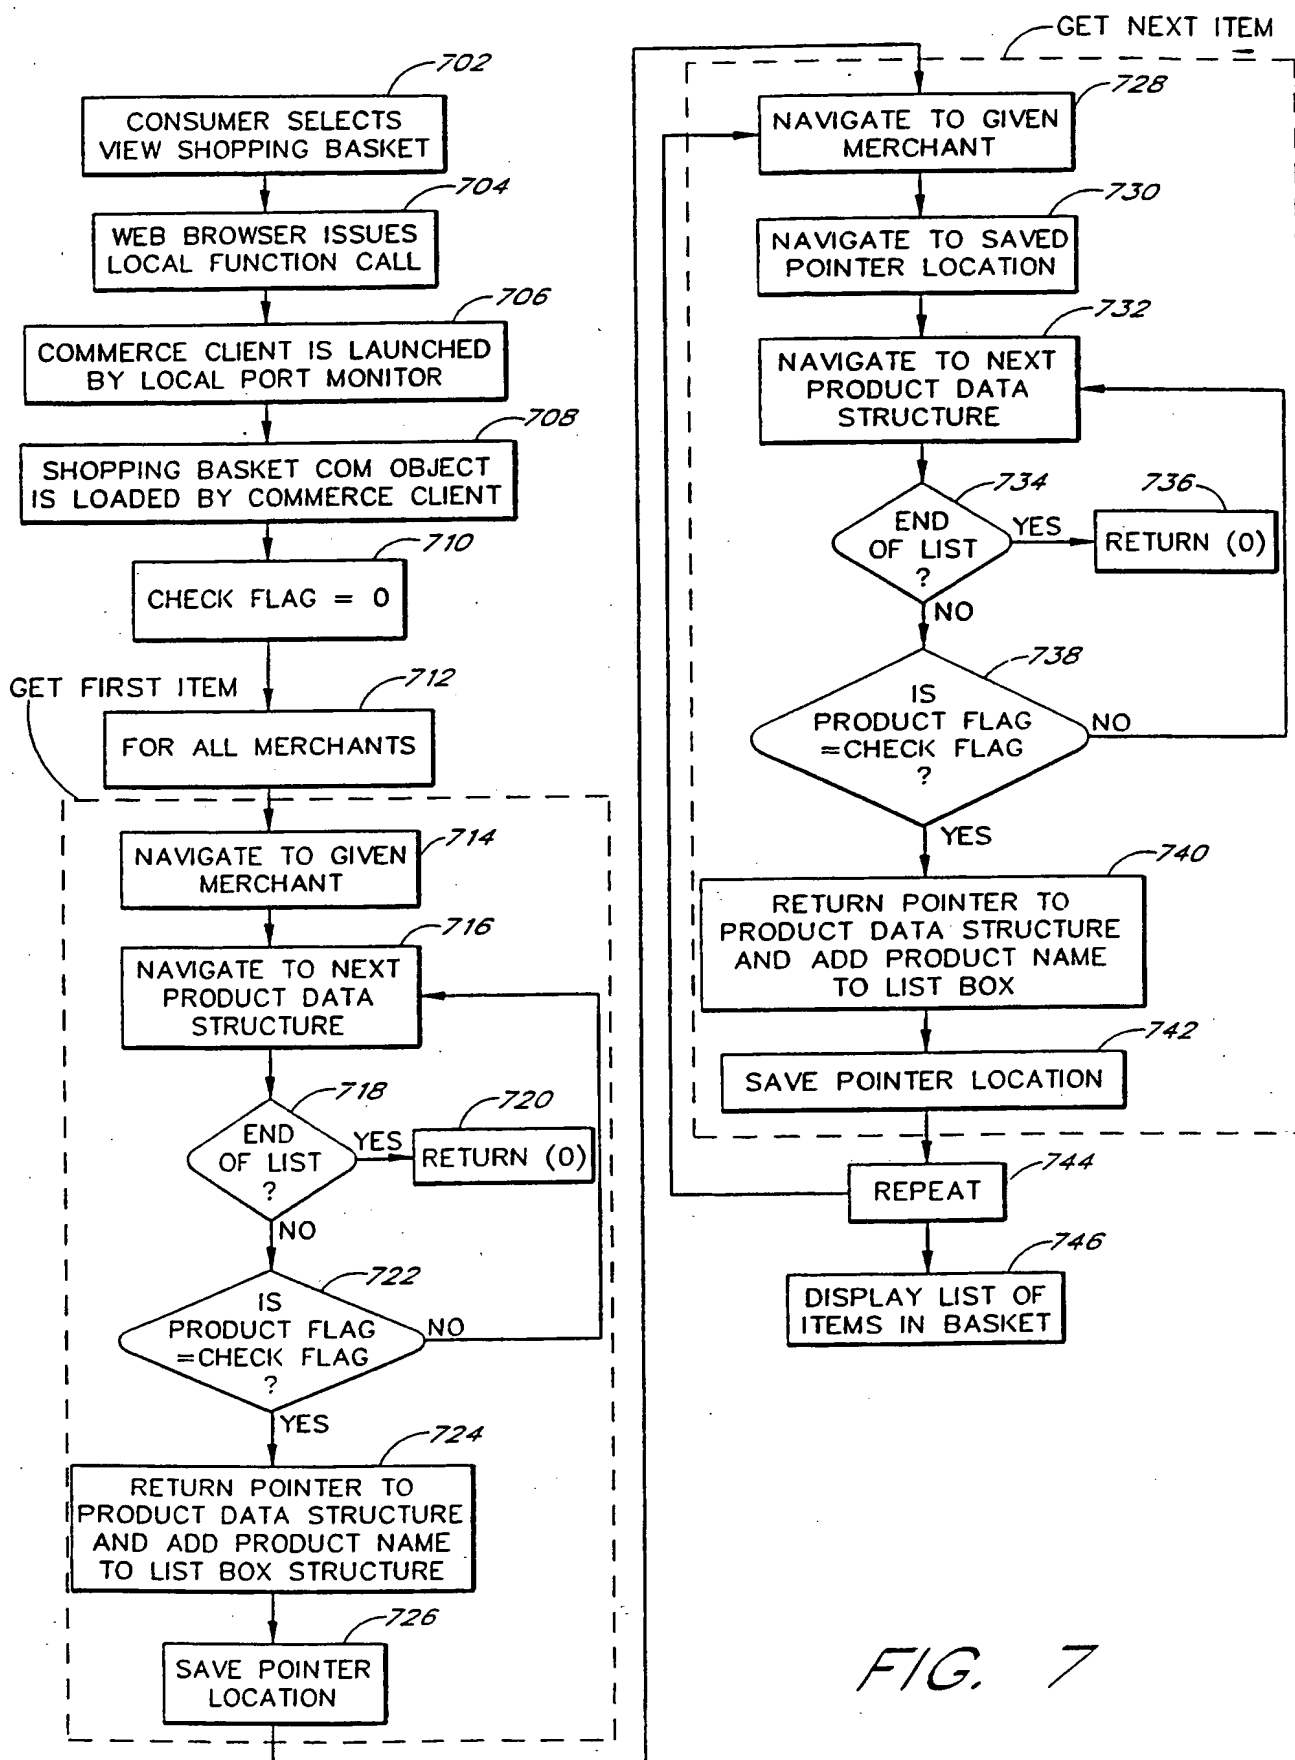 702
CONSUMER SELECTS
VIEW SHOPPING BASKET
704
WEB BROWSER ISSUES
LOCAL FUNCTION CALL
706
COMMERCE CLIENT IS LAUNCHED
BY LOCAL PORT MONITOR
708
SHOPPING BASKET COM OBJECT
IS LOADED BY COMMERCE CLIENT
710
CHECK FLAG = 0
GET FIRST ITEM
712
FOR ALL MERCHANTS
714
NAVIGATE TO GIVEN
MERCHANT
716
NAVIGATE TO NEXT
PRODUCT DATA
STRUCTURE
718
END
OF LIST
?
YES
720
RETURN (0)
NO
722
IS
PRODUCT FLAG
=CHECK FLAG
?
NO
YES
724
RETURN POINTER TO
PRODUCT DATA STRUCTURE
AND ADD PRODUCT NAME
TO LIST BOX STRUCTURE
726
SAVE POINTER
LOCATION
GET NEXT ITEM
728
NAVIGATE TO GIVEN
MERCHANT
730
NAVIGATE TO SAVED
POINTER LOCATION
732
NAVIGATE TO NEXT
PRODUCT DATA
STRUCTURE
734
END
OF LIST
?
YES
736
RETURN (0)
NO
738
IS
PRODUCT FLAG
=CHECK FLAG
?
NO
YES
740
RETURN POINTER TO
PRODUCT DATA STRUCTURE
AND ADD PRODUCT NAME
TO LIST BOX
742
SAVE POINTER LOCATION
744
REPEAT
746
DISPLAY LIST OF
ITEMS IN BASKET
FIG. 7